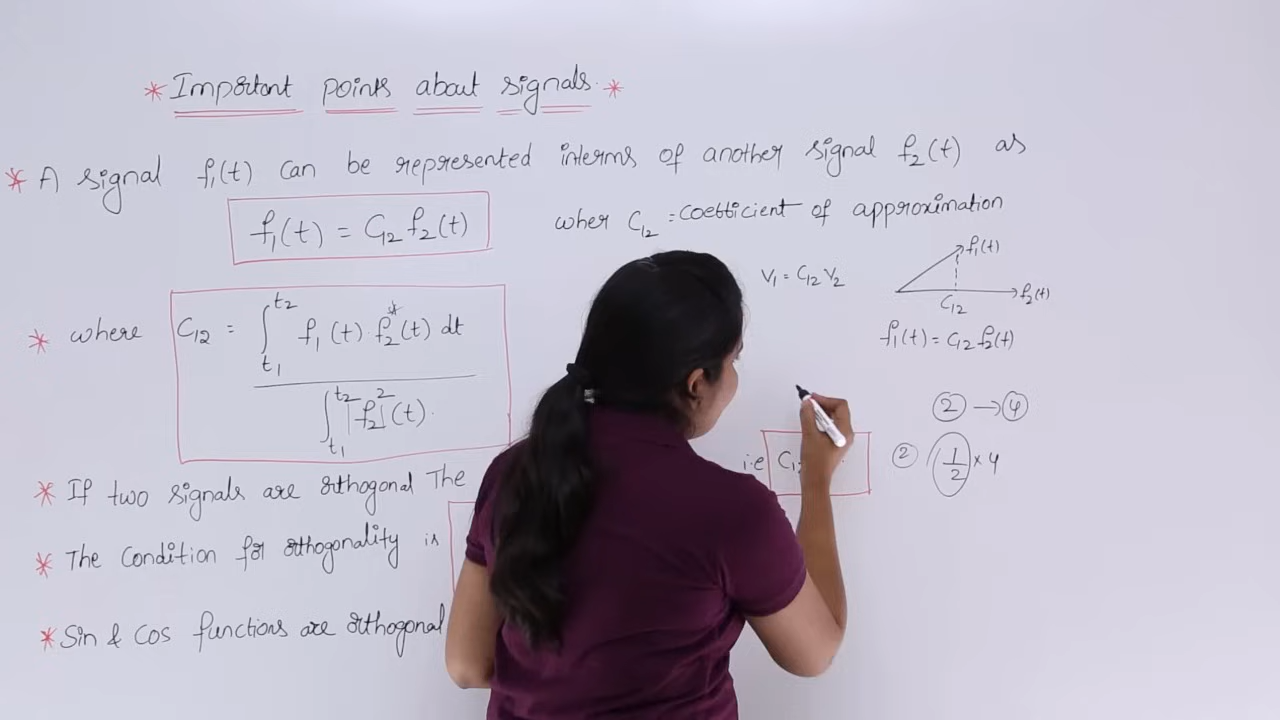 * Important points about signals. *
* A signal f₁(t) can be represented interms of another signal f₂(t) as
f₁(t) = C₁₂ f₂(t)
wher C₁₂ = coefficient of approximation
V₁ = C₁₂ V₂
f₁(t)
f₂(t)
C₁₂
f₁(t) = C₁₂ f₂(t)
* where C₁₂ = ∫_{t₁}^{t₂} f₁(t). f₂*(t) dt
∫_{t₁}^{t₂} |f₂|²(t).
② → ④
② 1/2 × 4
* If two signals are orthogonal The
i.e
* The condition for orthogonality is
* Sin & Cos functions are orthogonal